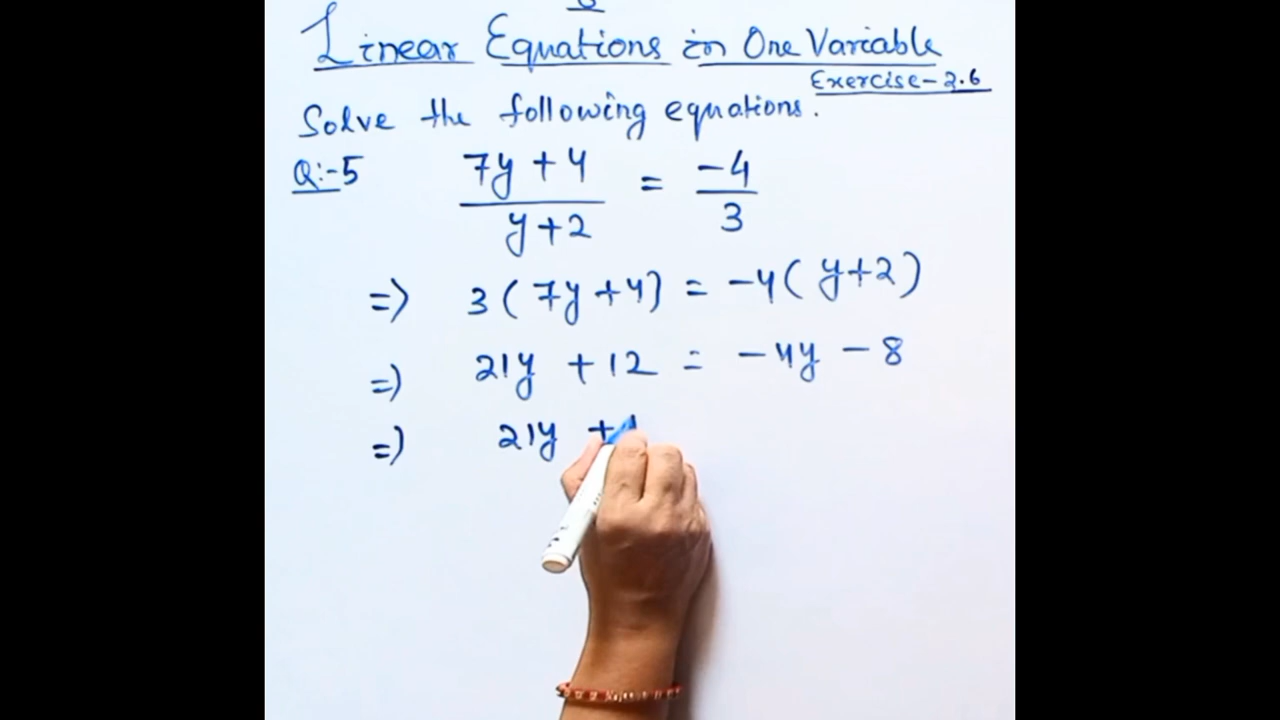 Linear Equations in One Variable
Exercise-2.6
Solve the following equations.
Q:-5 (7y + 4)/(y + 2) = -4/3
=> 3(7y + 4) = -4(y+2)
=> 21y + 12 = -4y - 8
=> 21y +